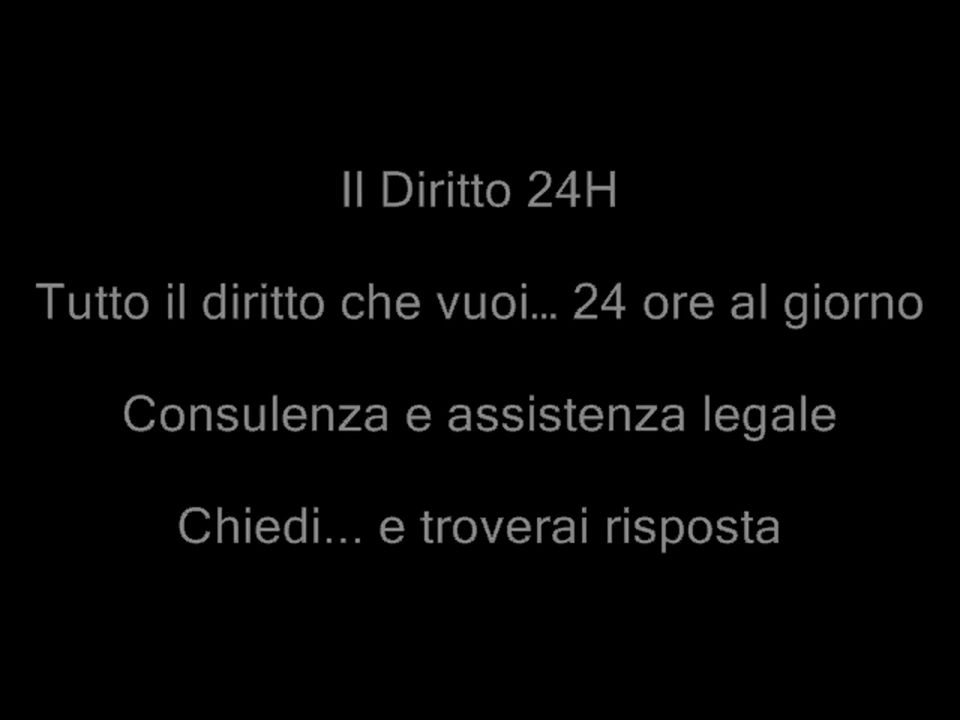 Il Diritto 24H
Tutto il diritto che vuoi... 24 ore al giorno
Consulenza e assistenza legale
Chiedi... e troverai risposta